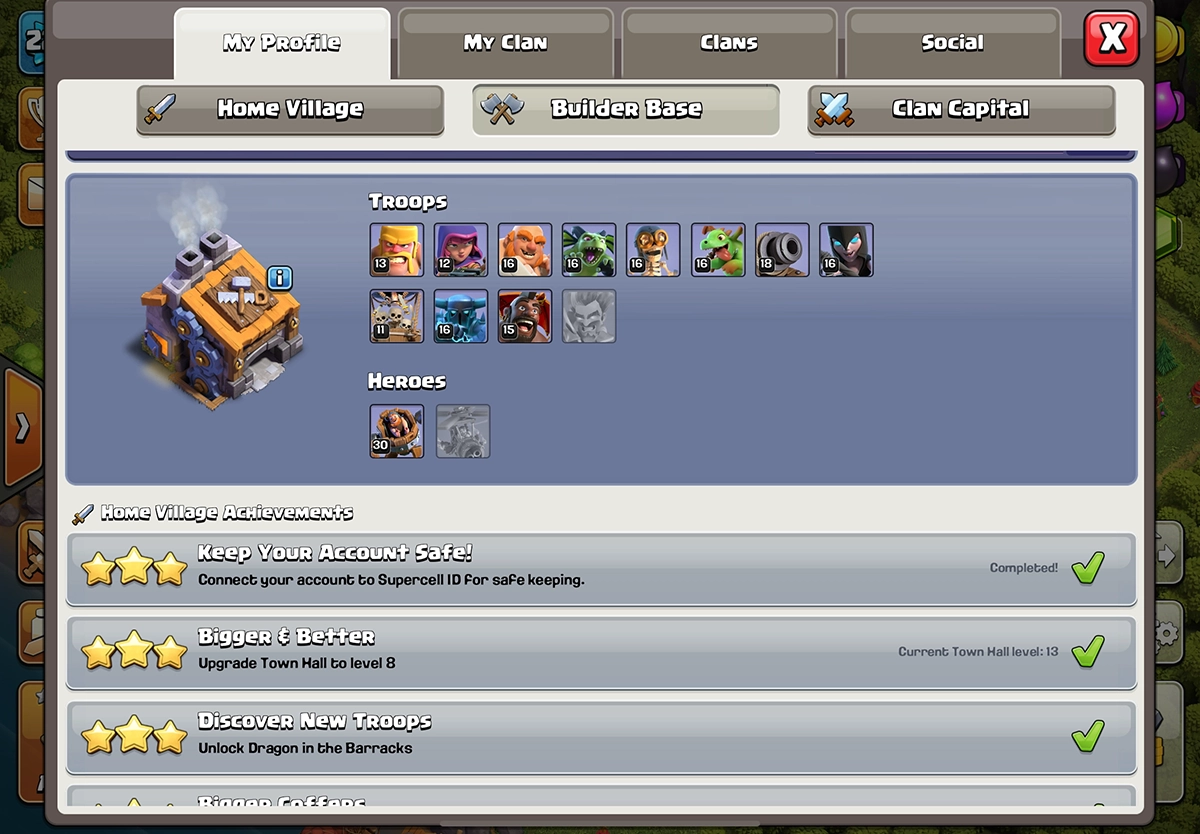 My Profile
My Clan
Clans
Social
X
Home Village
Builder Base
Clan Capital
Troops
13 12 16 16 16 16 18 16
11 16 15
Heroes
30
i
Home Village Achievements
Keep Your Account Safe!
Connect your account to Supercell ID for safe keeping.
Completed!
Bigger & Better
Upgrade Town Hall to level 8
Current Town Hall level: 13
Discover New Troops
Unlock Dragon in the Barracks
Bigger Coffers